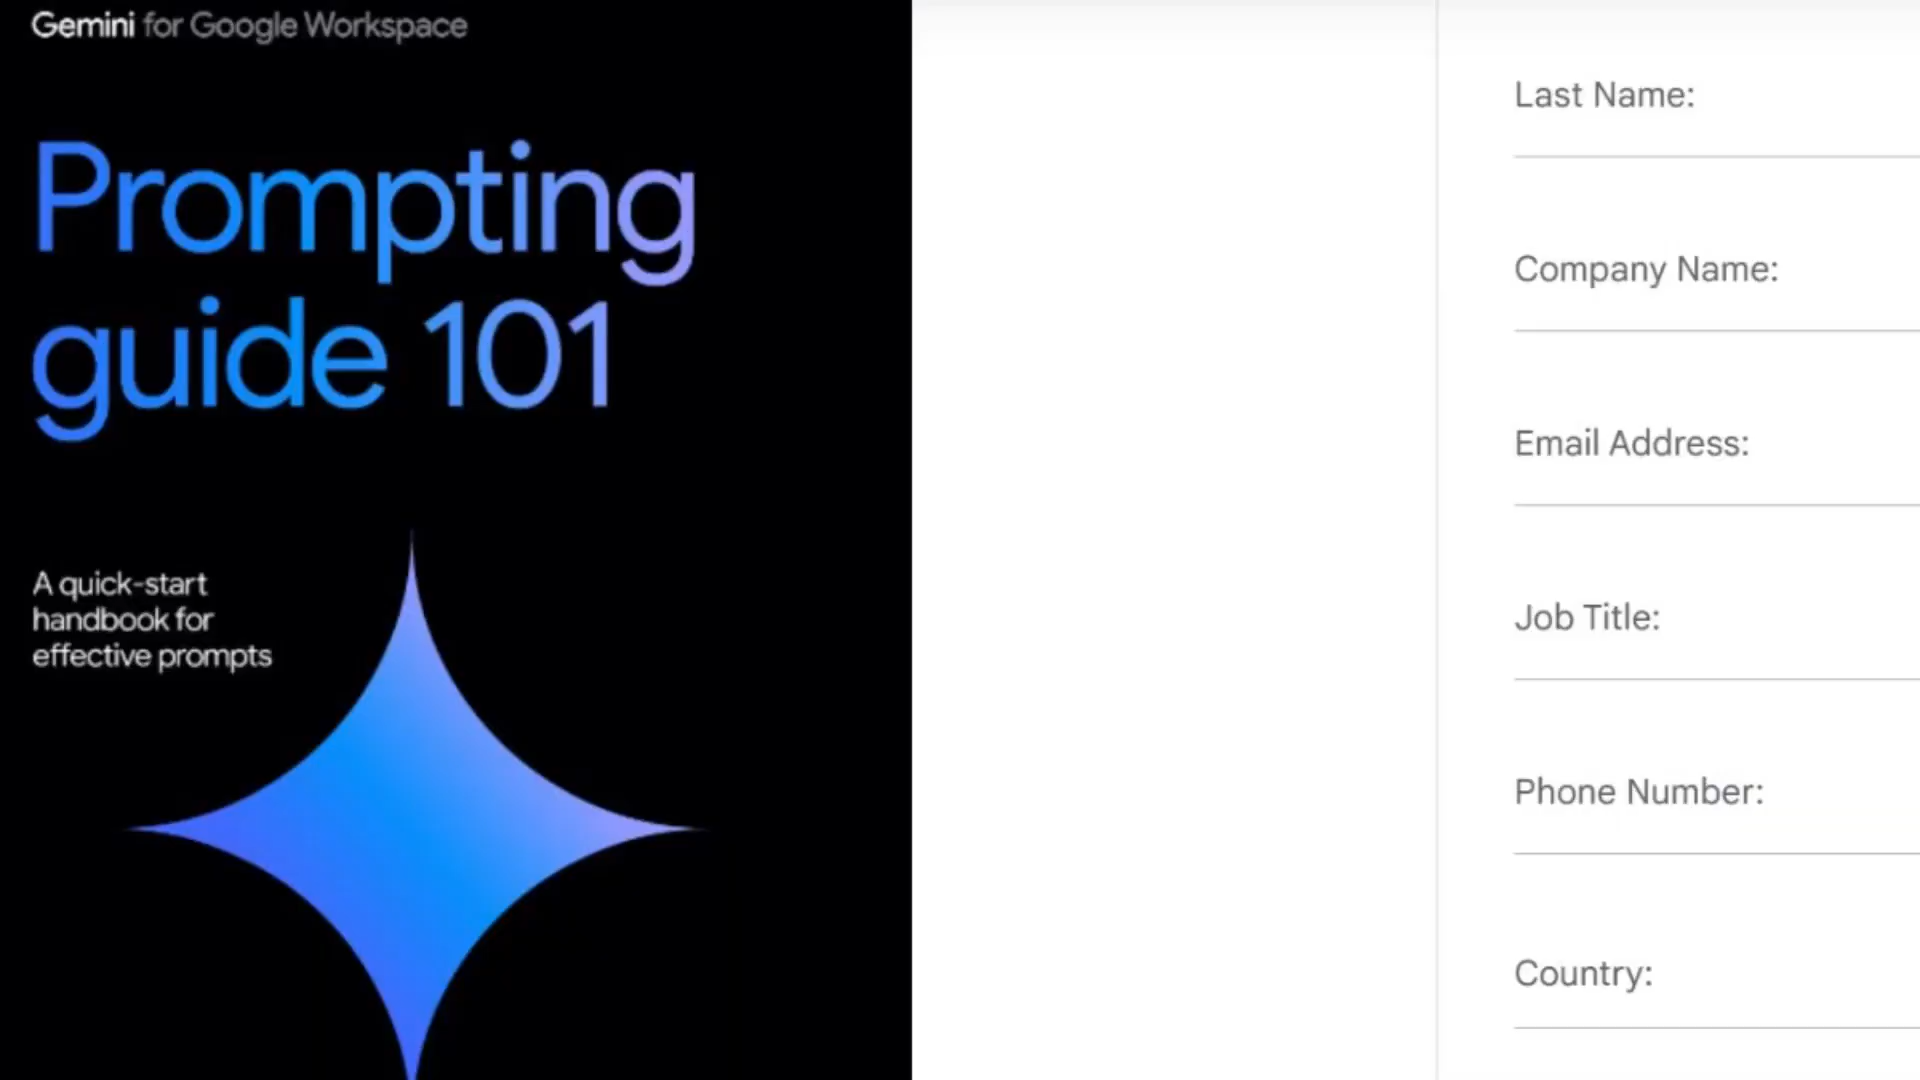 Gemini for Google Workspace
Prompting
guide 101
A quick-start
handbook for
effective prompts
Last Name:
Company Name:
Email Address:
Job Title:
Phone Number:
Country: